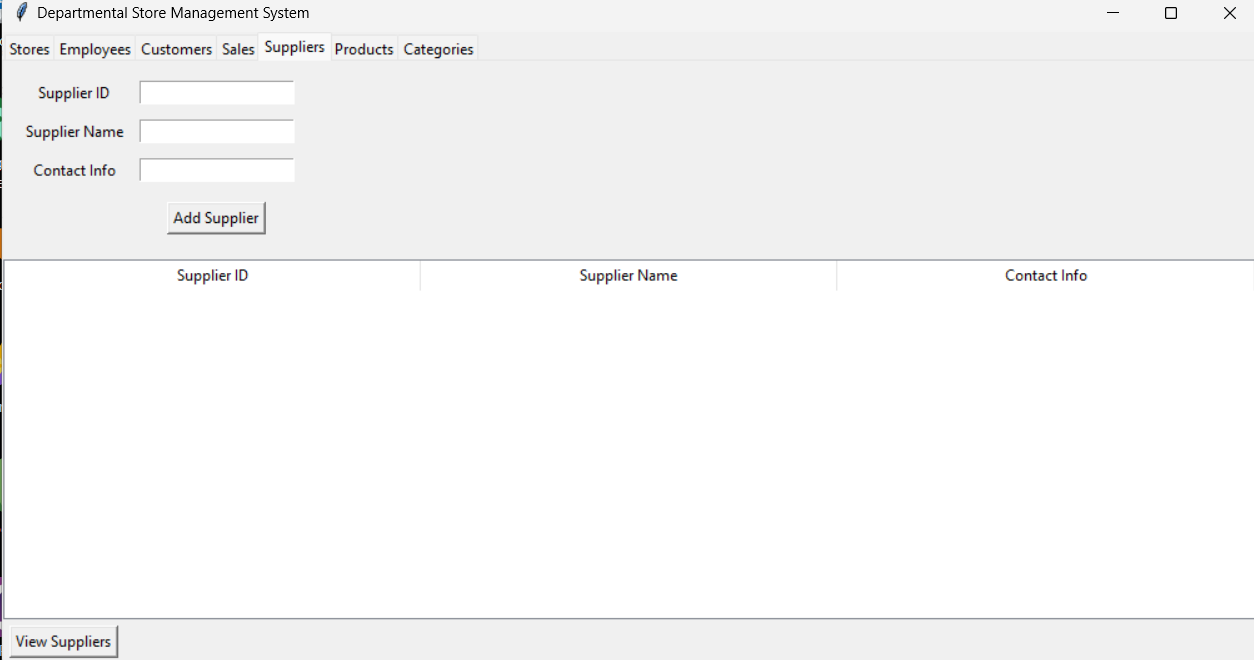 Departmental Store Management System
Stores Employees Customers Sales Suppliers Products Categories
Supplier ID
Supplier Name
Contact Info
Add Supplier
Supplier ID Supplier Name Contact Info
View Suppliers